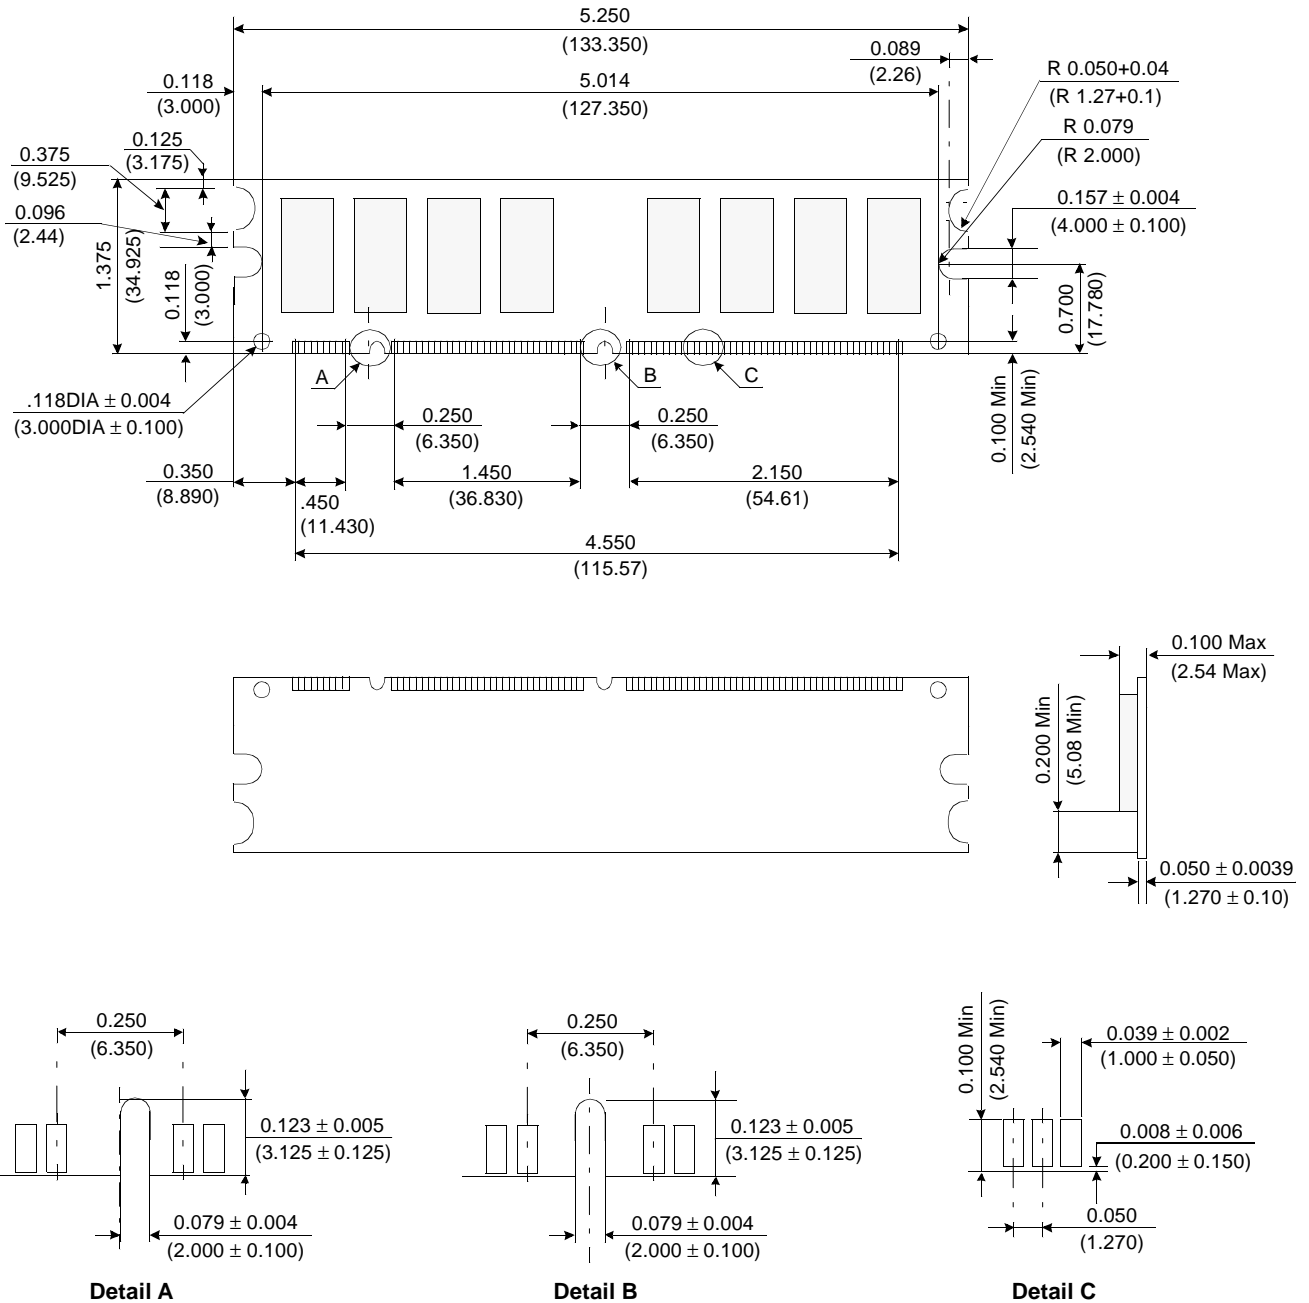 5.250
(133.350)
0.089
(2.26)
R 0.050+0.04
(R 1.27+0.1)
0.118
(3.000)
5.014
(127.350)
R 0.079
(R 2.000)
0.125
(3.175)
0.375
(9.525)
0.157 ± 0.004
(4.000 ± 0.100)
0.096
(2.44)
1.375
(34.925)
0.118
(3.000)
0.700
(17.780)
A
B
C
.118DIA ± 0.004
(3.000DIA ± 0.100)
0.250
(6.350)
0.250
(6.350)
0.100 Min
(2.540 Min)
0.350
(8.890)
.450
(11.430)
1.450
(36.830)
2.150
(54.61)
4.550
(115.57)
0.100 Max
(2.54 Max)
0.200 Min
(5.08 Min)
0.050 ± 0.0039
(1.270 ± 0.10)
0.250
(6.350)
0.123 ± 0.005
(3.125 ± 0.125)
0.079 ± 0.004
(2.000 ± 0.100)
Detail A
0.250
(6.350)
0.123 ± 0.005
(3.125 ± 0.125)
0.079 ± 0.004
(2.000 ± 0.100)
Detail B
0.100 Min
(2.540 Min)
0.039 ± 0.002
(1.000 ± 0.050)
0.008 ± 0.006
(0.200 ± 0.150)
0.050
(1.270)
Detail C